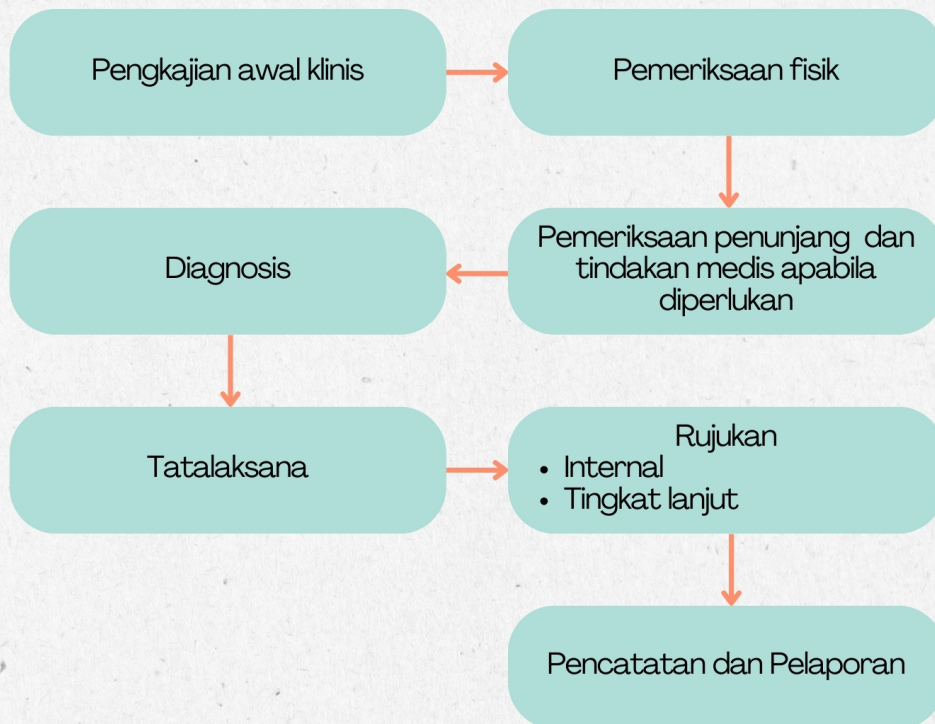 Pengkajian awal klinis
Pemeriksaan fisik
Pemeriksaan penunjang dan
tindakan medis apabila
diperlukan
Diagnosis
Tatalaksana
Rujukan
• Internal
• Tingkat lanjut
Pencatatan dan Pelaporan